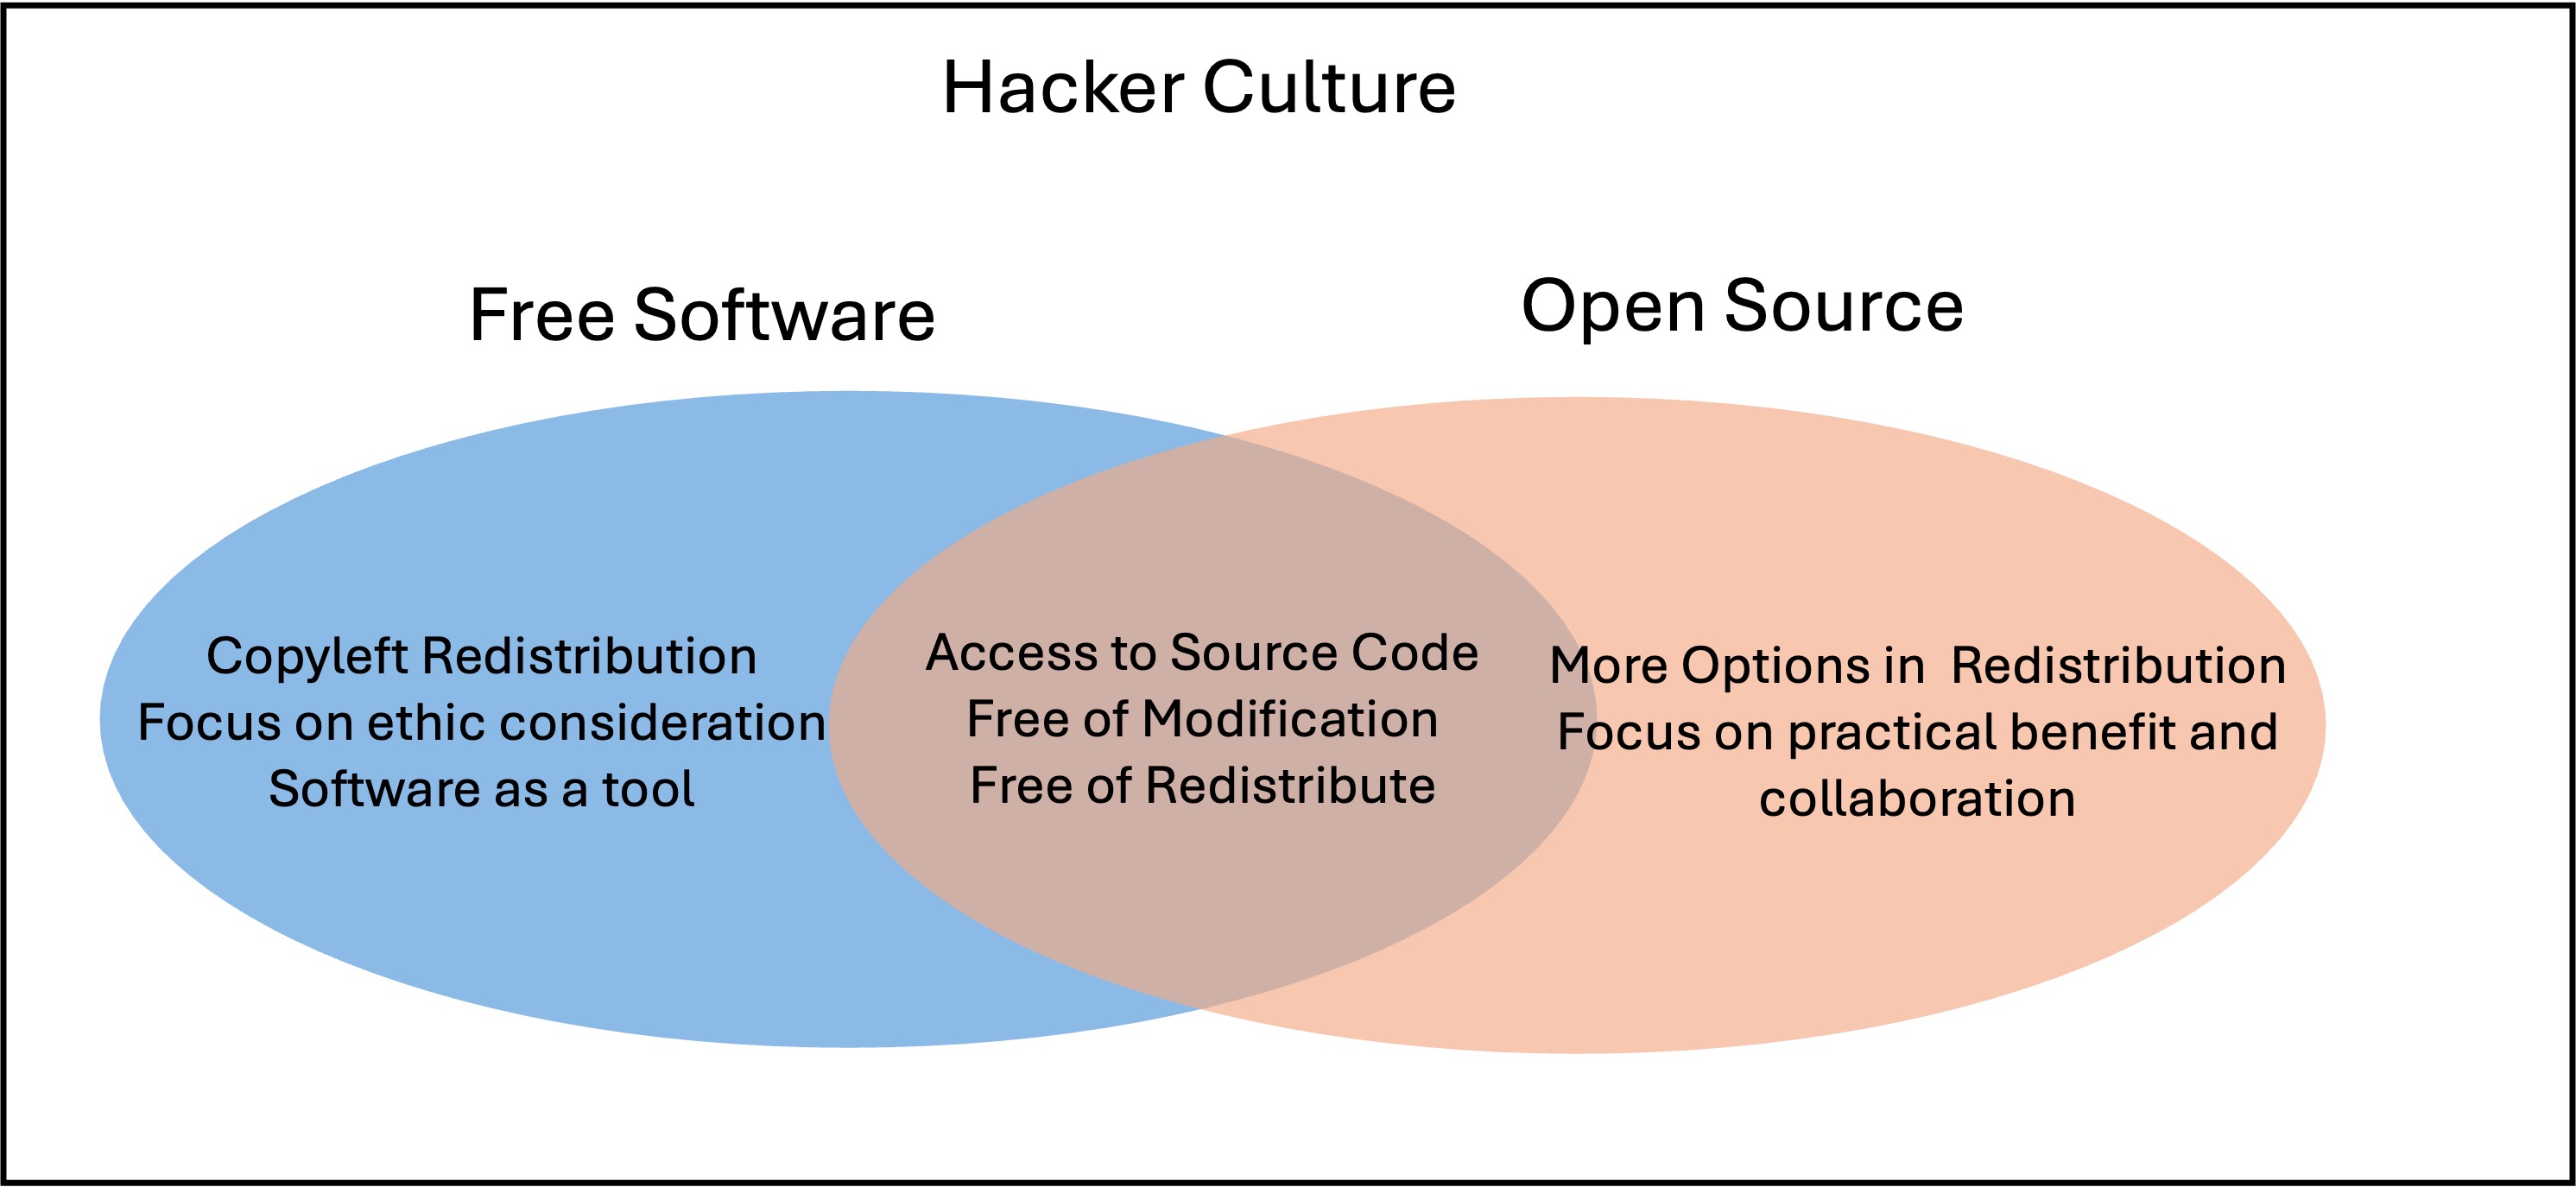 Hacker Culture
Free Software
Open Source
Copyleft Redistribution
Focus on ethic consideration
Software as a tool
Access to Source Code
Free of Modification
Free of Redistribute
More Options in  Redistribution
Focus on practical benefit and
collaboration